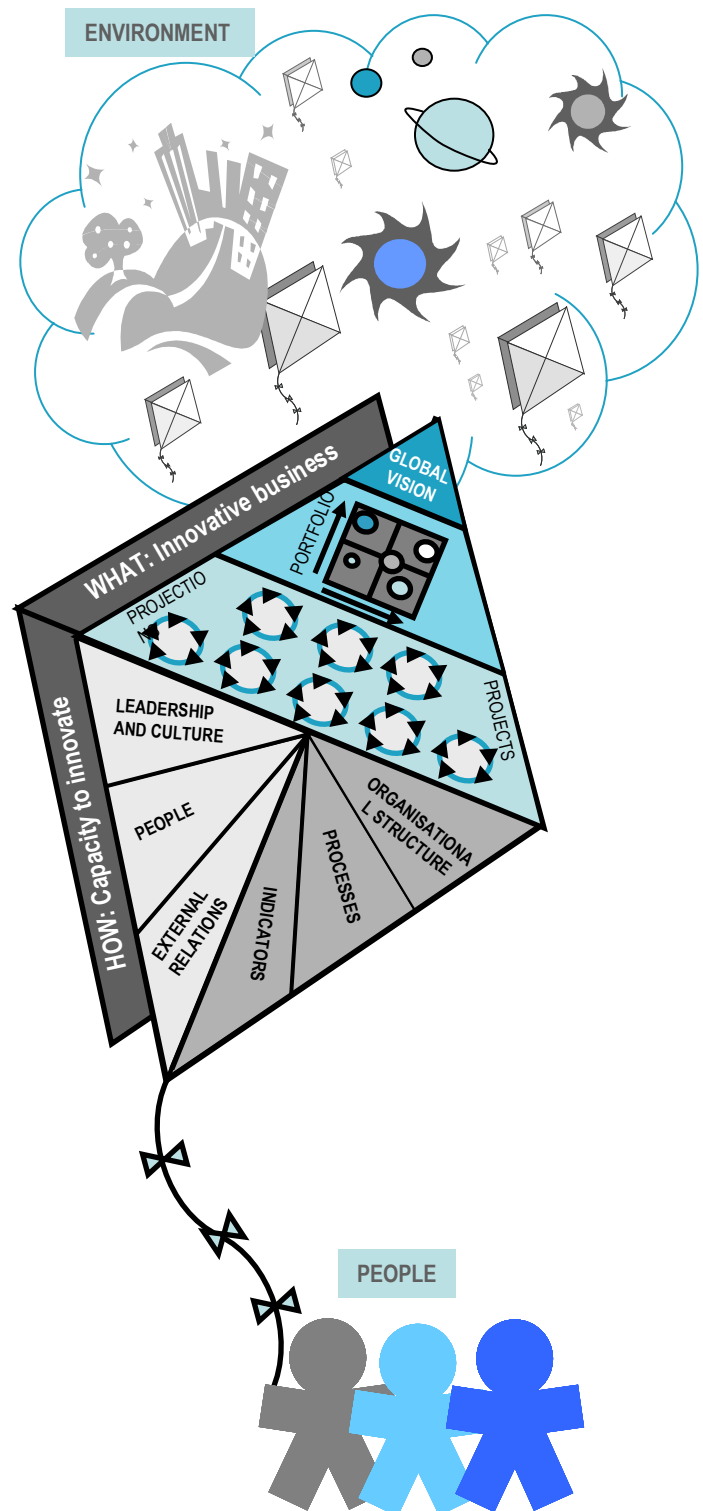 ENVIRONMENT
GLOBAL
VISION
WHAT: Innovative business
PORTFOLIO
PROJECTIO
N
PROJECTS
HOW: Capacity to innovate
LEADERSHIP
AND CULTURE
PEOPLE
EXTERNAL
RELATIONS
INDICATORS
PROCESSES
ORGANISATIONA
L STRUCTURE
PEOPLE